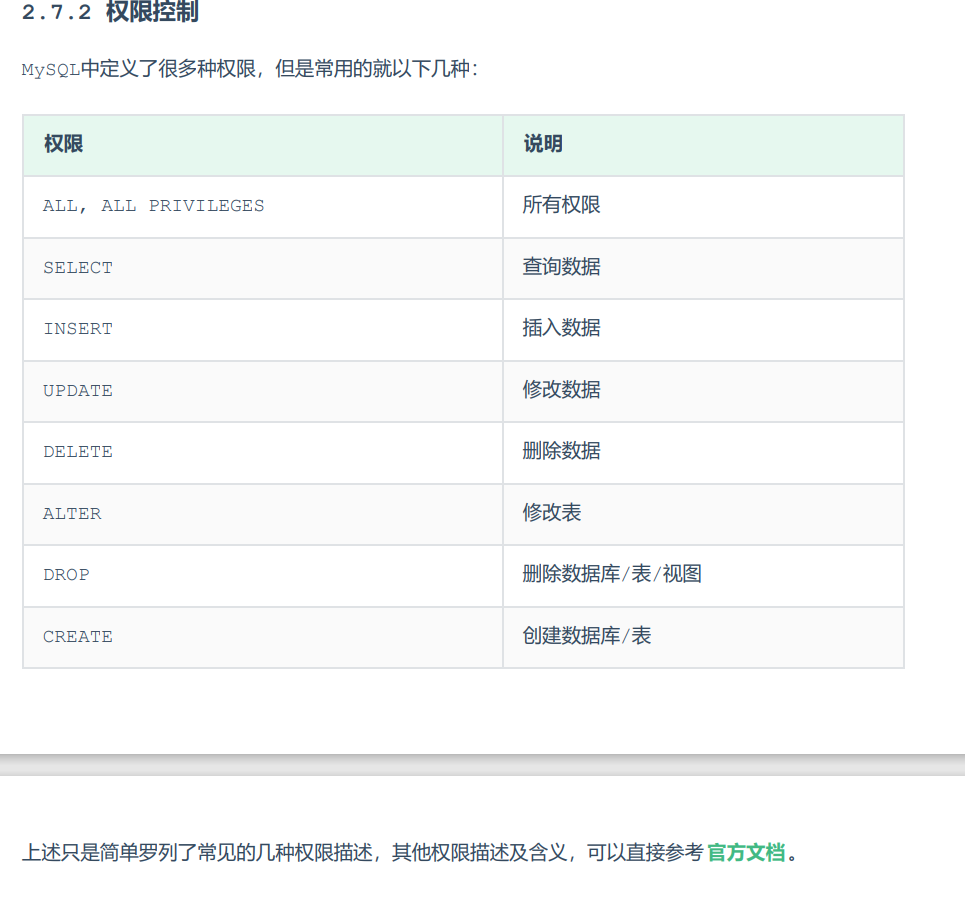 2.7.2 权限控制
MySQL中定义了很多种权限，但是常用的就以下几种：
权限 说明
ALL, ALL PRIVILEGES 所有权限
SELECT 查询数据
INSERT 插入数据
UPDATE 修改数据
DELETE 删除数据
ALTER 修改表
DROP 删除数据库/表/视图
CREATE 创建数据库/表
上述只是简单罗列了常见的几种权限描述，其他权限描述及含义，可以直接参考官方文档。